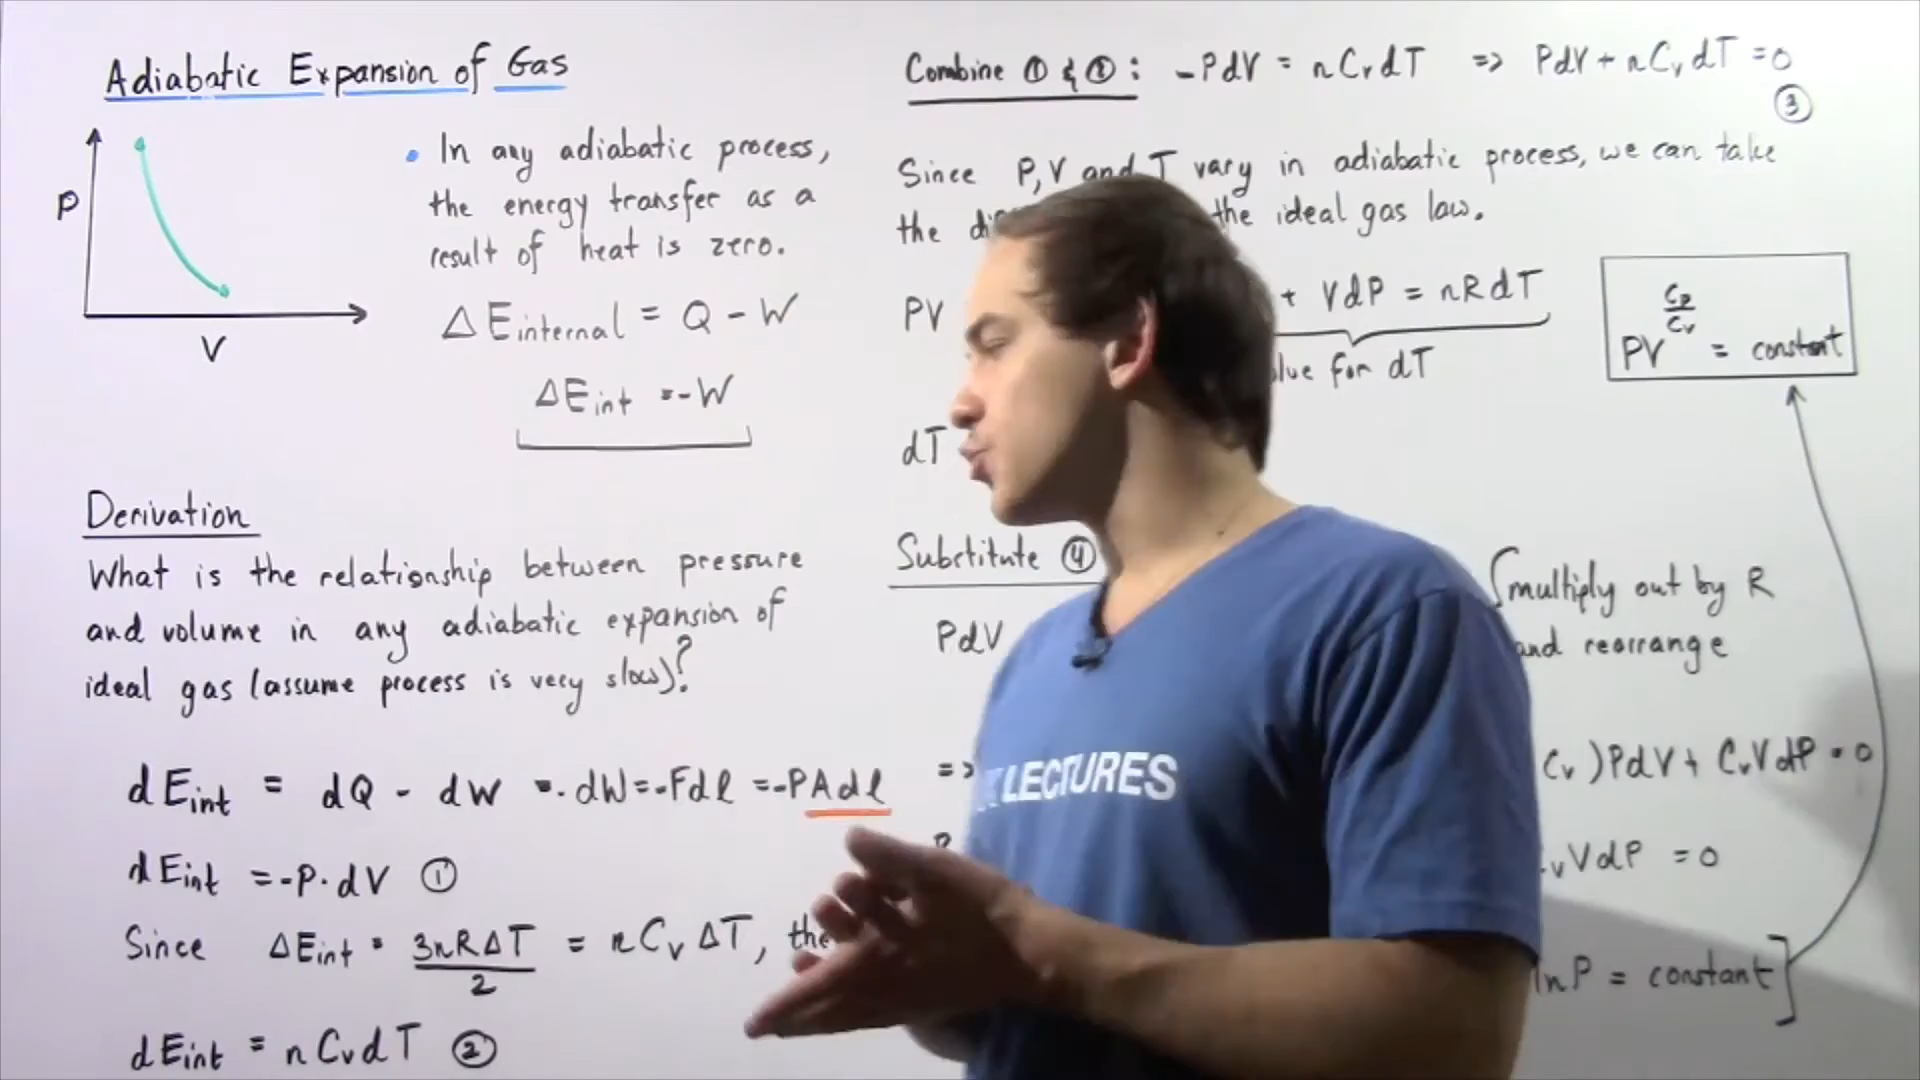 Adiabatic Expansion of Gas
P
V
• In any adiabatic process,
the energy transfer as a
result of heat is zero.
ΔEinternal = Q - W
ΔEint = -W
Derivation
What is the relationship between pressure
and volume in any adiabatic expansion of
ideal gas (assume process is very slow)?
dEint = dQ - dW = -dW = -Fdl = -PAdl =>
dEint = -P·dV ①
Since ΔEint = 3nRΔT/2 = nCvΔT, the
dEint = nCvdT ②
Combine ① & ②: -PdV = nCvdT => PdV + nCvdT = 0
③
Since P, V and T vary in adiabatic process, we can take
the the ideal gas law.
PV + VdP = nRdT
for dT
dT
PV^(Cp/Cv) = constant
Substitute ④
PdV
multiply out by R
and rearrange
Cv)PdV + CvVdP = 0
vVdP = 0
lnP = constant
LECTURES